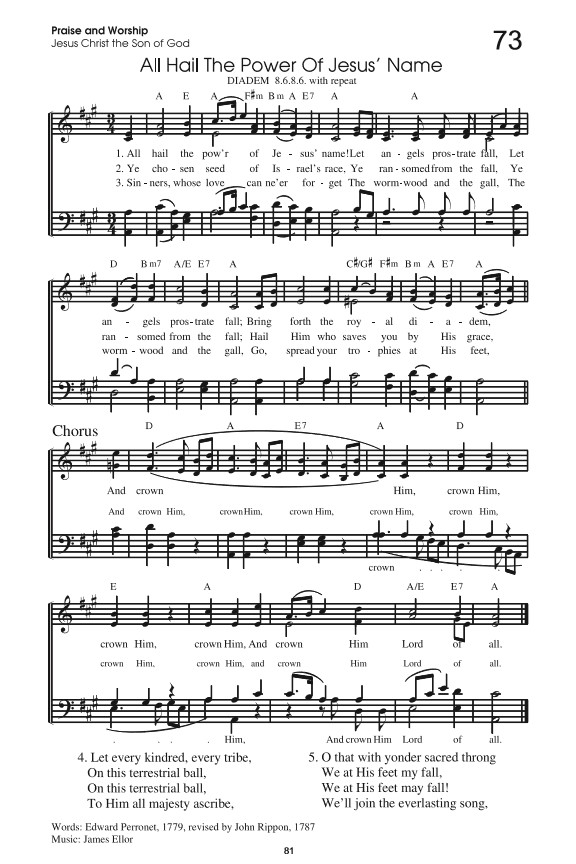 Praise and Worship
Jesus Christ the Son of God
73
All Hail The Power Of Jesus' Name
DIADEM 8.6.8.6. with repeat
A E A F♯m Bm A E7 A A
1. All hail the pow'r of Je - sus' name! Let an - gels pros - trate fall, Let
2. Ye cho - sen seed of Is - rael's race, Ye ran - somed from the fall, Ye
3. Sin - ners, whose love can ne'er for - get The worm - wood and the gall, The
D Bm7 A/E E7 A C♯/G♯ F♯m Bm A E7 A
an - gels pros - trate fall; Bring forth the roy - al di - a - dem,
ran - somed from the fall; Hail Him who saves you by His grace,
worm - wood and the gall, Go, spread your tro - phies at His feet,
Chorus
D A E7 A D
And crown Him, crown Him,
And crown Him, crown Him, crown Him, crown Him, crown Him,
crown . . . .
E A D A/E E7 A
crown Him, crown Him, And crown Him Lord of all.
crown Him, crown Him, and crown Him Lord of all.
. . . . Him, And crown Him Lord of all.
4. Let every kindred, every tribe,
On this terrestrial ball,
On this terrestrial ball,
To Him all majesty ascribe,
5. O that with yonder sacred throng
We at His feet my fall,
We at His feet may fall!
We'll join the everlasting song,
Words: Edward Perronet, 1779, revised by John Rippon, 1787
Music: James Ellor
81